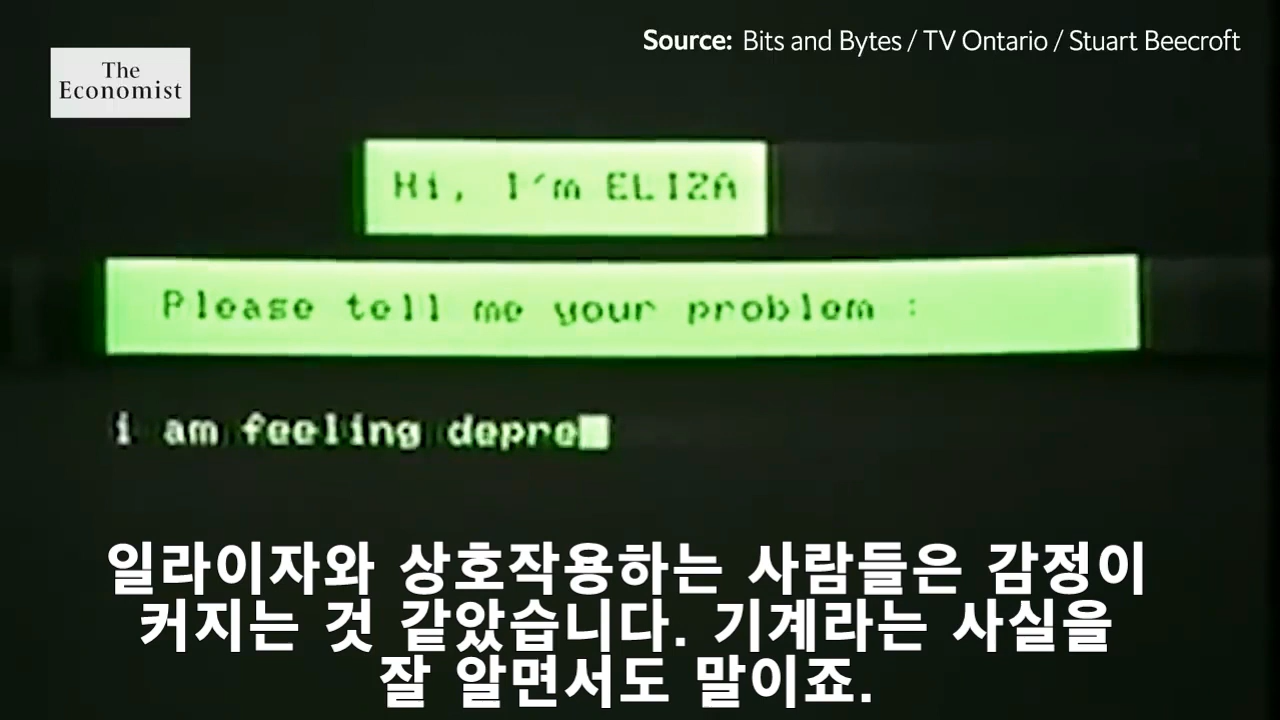 Source: Bits and Bytes / TV Ontario / Stuart Beecroft
The
Economist
Hi, I'm ELIZA
Please tell me your problem :
i am feeling depre
일라이자와 상호작용하는 사람들은 감정이
커지는 것 같았습니다. 기계라는 사실을
잘 알면서도 말이죠.